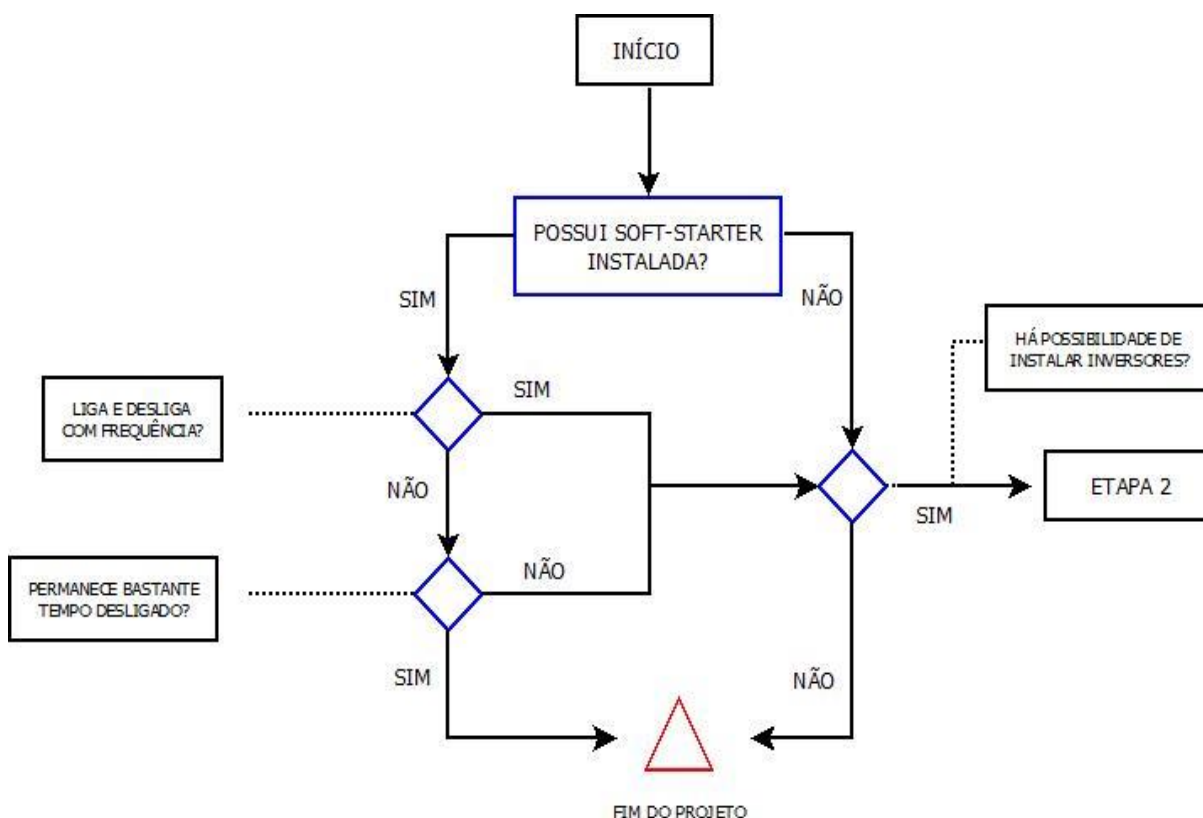 INÍCIO
POSSUI SOFT-STARTER
INSTALADA?
SIM
NÃO
HÁ POSSIBILIDADE DE
INSTALAR INVERSORES?
LIGA E DESLIGA
COM FREQUÊNCIA?
SIM
NÃO
ETAPA 2
SIM
PERMANECE BASTANTE
TEMPO DESLIGADO?
NÃO
SIM
NÃO
FIM DO PROJETO